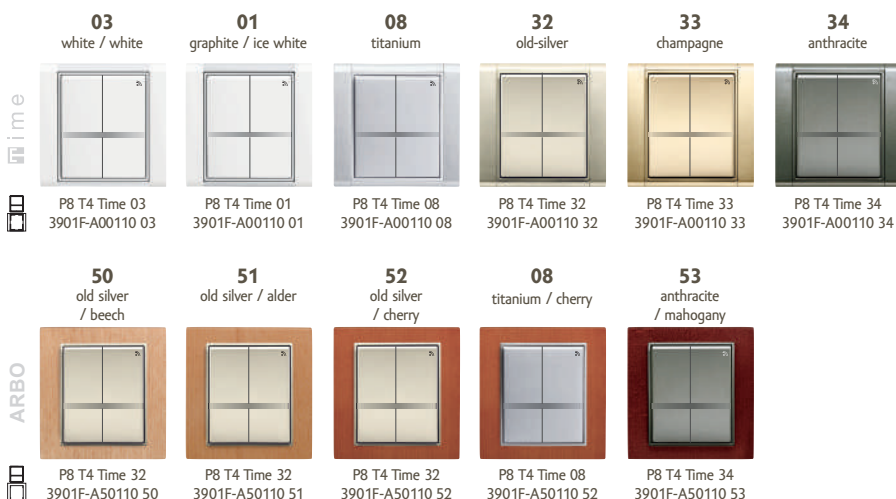 03 01 08 32 33 34
white / white graphite / ice white titanium old-silver champagne anthracite
Time
P8 T4 Time 03 P8 T4 Time 01 P8 T4 Time 08 P8 T4 Time 32 P8 T4 Time 33 P8 T4 Time 34
3901F-A00110 03 3901F-A00110 01 3901F-A00110 08 3901F-A00110 32 3901F-A00110 33 3901F-A00110 34
50 51 52 08 53
old silver old silver / alder old silver titanium / cherry anthracite
/ beech / cherry / mahogany
ARBO
P8 T4 Time 32 P8 T4 Time 32 P8 T4 Time 32 P8 T4 Time 08 P8 T4 Time 34
3901F-A50110 50 3901F-A50110 51 3901F-A50110 52 3901F-A50110 52 3901F-A50110 53